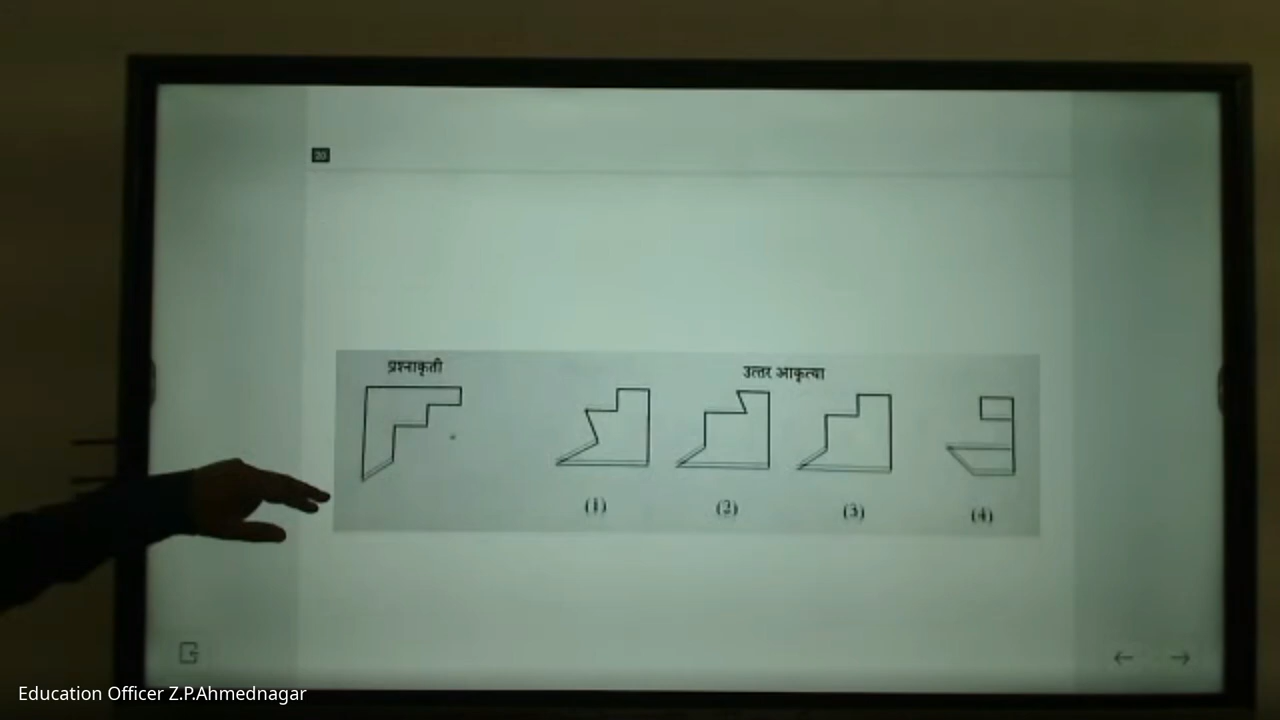 20
प्रश्नाकृती
उत्तर आकृत्या
(1) (2) (3) (4)
Education Officer Z.P.Ahmednagar